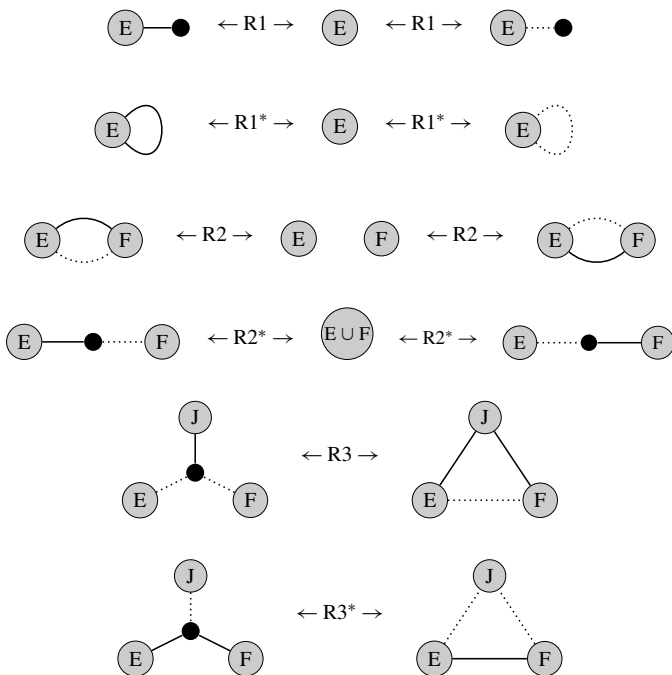 E ← R1 → E ← R1 → E
E ← R1* → E ← R1* → E
E F ← R2 → E F ← R2 → E F
E F ← R2* → E ∪ F ← R2* → E F
J J
← R3 →
E F E F
J J
← R3* →
E F E F